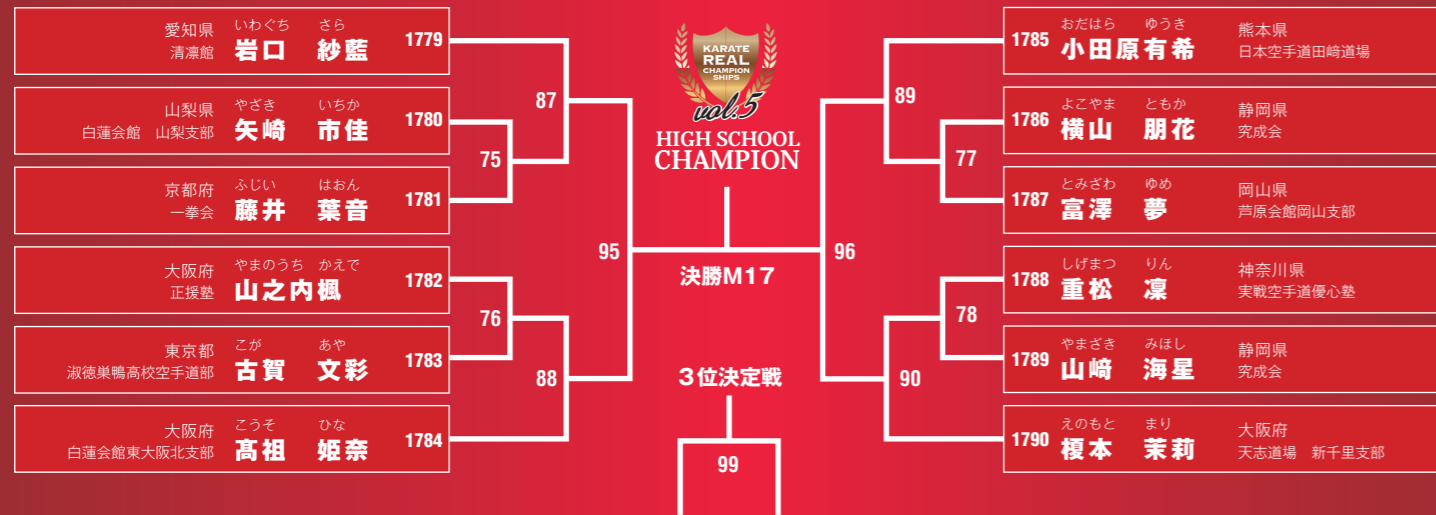 いわぐち さら
愛知県
清凛館
岩口 紗藍
1779
やざき いちか
山梨県
白蓮会館 山梨支部
矢崎 市佳
1780
ふじい はおん
京都府
一拳会
藤井 葉音
1781
やまのうち かえで
大阪府
正援塾
山之内楓
1782
こが あや
東京都
淑徳巣鴨高校空手道部
古賀 文彩
1783
こうそ ひな
大阪府
白蓮会館東大阪北支部
髙祖 姫奈
1784
87
75
76
88
95
KARATE
REAL
CHAMPION
SHIPS
vol.5
HIGH SCHOOL
CHAMPION
決勝M17
3位決定戦
99
96
89
77
78
90
おだはら ゆうき
1785
小田原有希
熊本県
日本空手道田﨑道場
よこやま ともか
1786
横山 朋花
静岡県
究成会
とみざわ ゆめ
1787
富澤 夢
岡山県
芦原会館岡山支部
しげまつ りん
1788
重松 凜
神奈川県
実戦空手道優心塾
やまざき みほし
1789
山﨑 海星
静岡県
究成会
えのもと まり
1790
榎本 茉莉
大阪府
天志道場 新千里支部